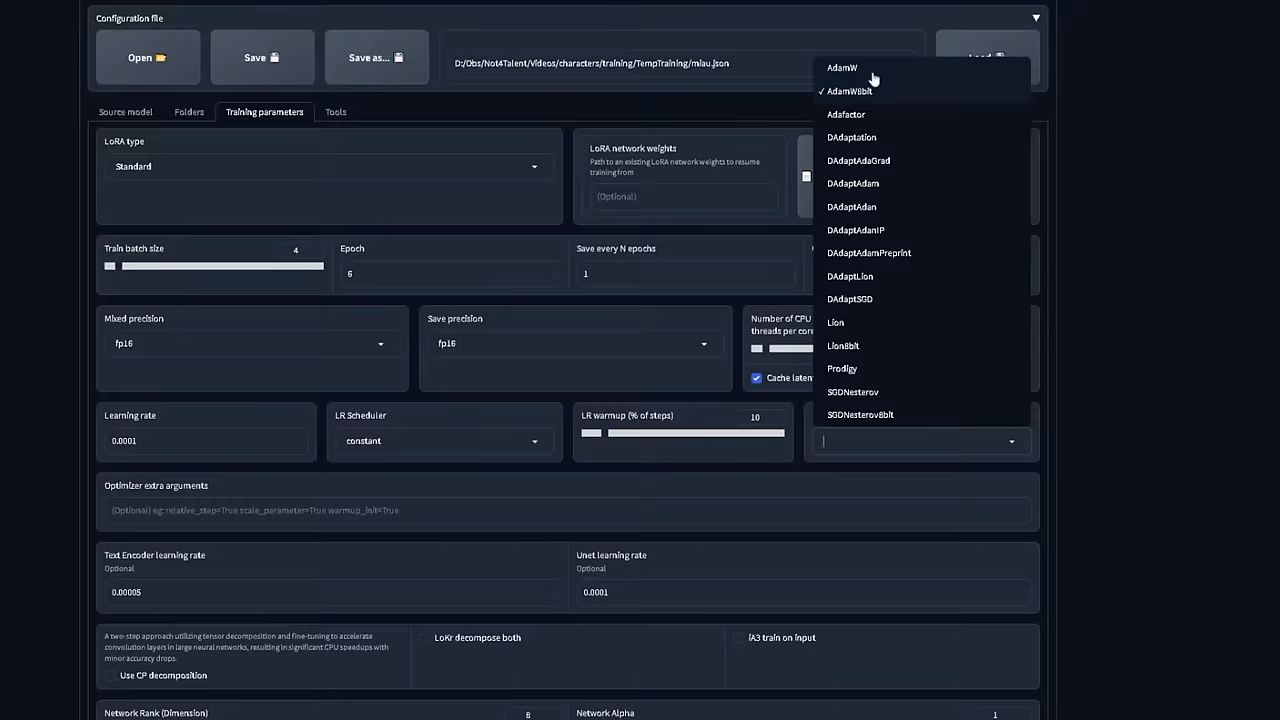 Configuration file
▼
Open 📂
Save 💾
Save as... 💾
D:/Obs/Not4Talent/Videos/characters/training/TempTraining/miau.json
Source model
Folders
Training parameters
Tools
AdamW
✓ AdamW8bit
Adafactor
DAdaptation
DAdaptAdaGrad
DAdaptAdam
DAdaptAdan
DAdaptAdanIP
DAdaptAdamPreprint
DAdaptLion
DAdaptSGD
Lion
Lion8bit
Prodigy
SGDNesterov
SGDNesterov8bit
LoRA type
Standard
LoRA network weights
Path to an existing LoRA network weights to resume
training from
(Optional)
Train batch size
4
Epoch
6
Save every N epochs
1
Mixed precision
fp16
Save precision
fp16
Number of CPU
threads per core
Cache laten
Learning rate
0.0001
LR Scheduler
constant
LR warmup (% of steps)
10
Optimizer extra arguments
(Optional) eg: relative_step=True scale_parameter=True warmup_init=True
Text Encoder learning rate
Optional
0.00005
Unet learning rate
Optional
0.0001
A two-step approach utilizing tensor decomposition and fine-tuning to accelerate
convolution layers in large neural networks, resulting in significant CPU speedups with
minor accuracy drops.
Use CP decomposition
LoKr decompose both
iA3 train on input
Network Rank (Dimension)
8
Network Alpha
1